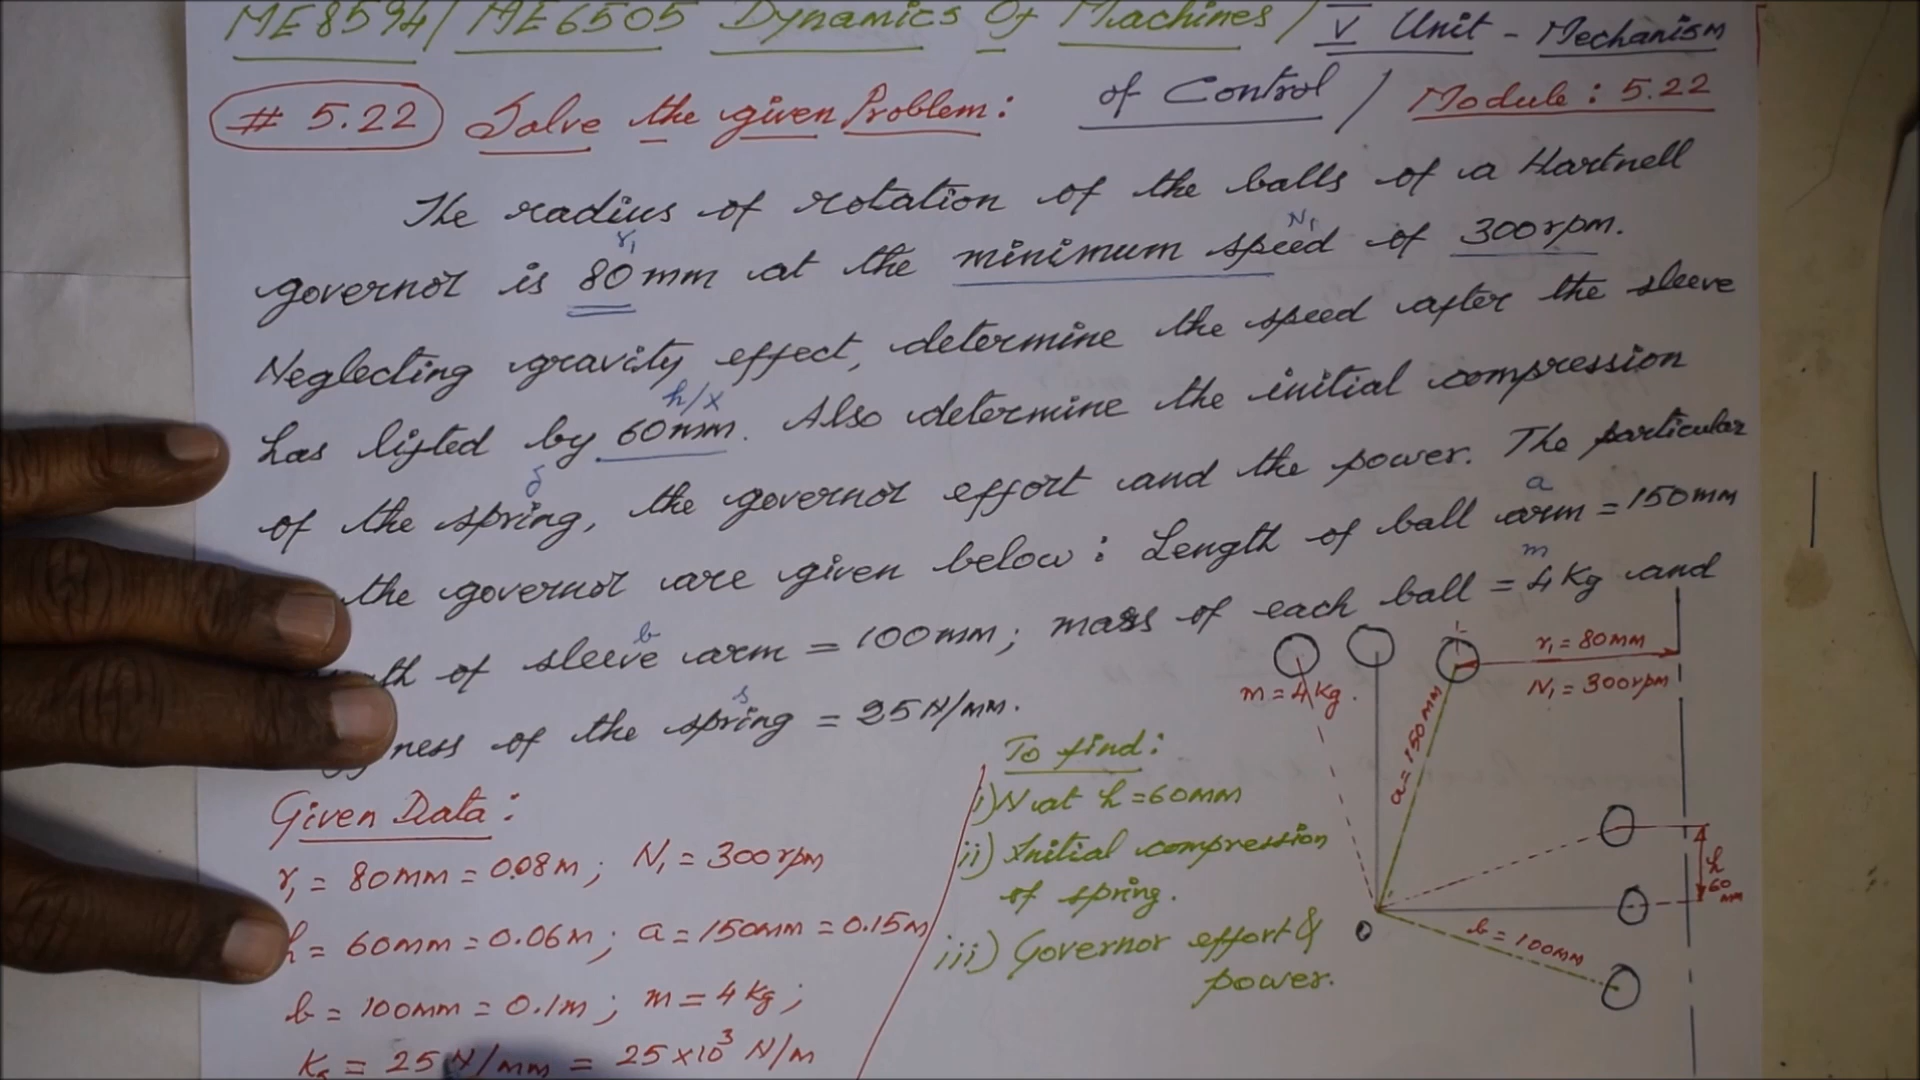 ME8594/ ME6505 Dynamics Of Machines / V Unit - Mechanism
of Control / Module: 5.22
# 5.22 Solve the given Problem:
The radius of rotation of the balls of a Hartnell
r₁ N₁
governor is 80mm at the minimum speed of 300rpm.
Neglecting gravity effect, determine the speed after the sleeve
h/x
has lifted by 60mm. Also determine the initial compression
δ
of the spring, the governor effort and the power. The particular
a
the governor are given below: Length of ball arm = 150mm
b m
th of sleeve arm = 100mm; mass of each ball = 4Kg and
s
ness of the spring = 25N/mm.
Given Data:
r₁ = 80mm = 0.08m; N₁ = 300rpm
h = 60mm = 0.06m; a = 150mm = 0.15m
b = 100mm = 0.1m; m = 4Kg;
= 25 N/mm = 25×10³ N/m
To find:
i) N at h = 60mm
ii) Initial compression
of spring.
iii) Governor effort &
power.
m = 4Kg.
r₁ = 80mm
N₁ = 300rpm
a = 150mm
h
60
mm
b = 100mm
O